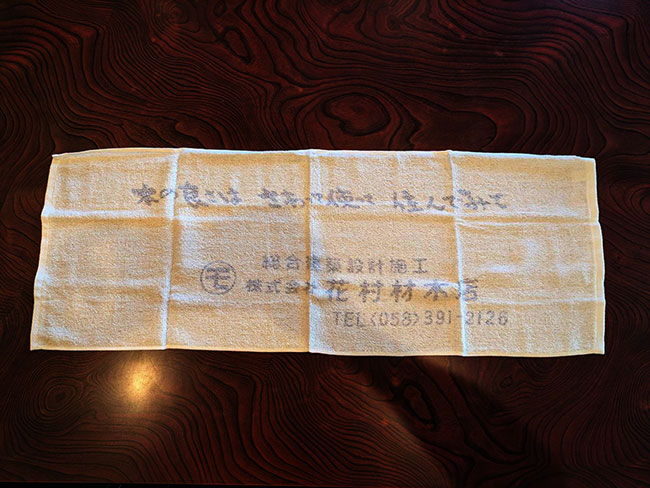 木の良さは さわって使って 住んでみて
総合建築設計施工
株式会社 花村材木店
TEL(058)391-2126